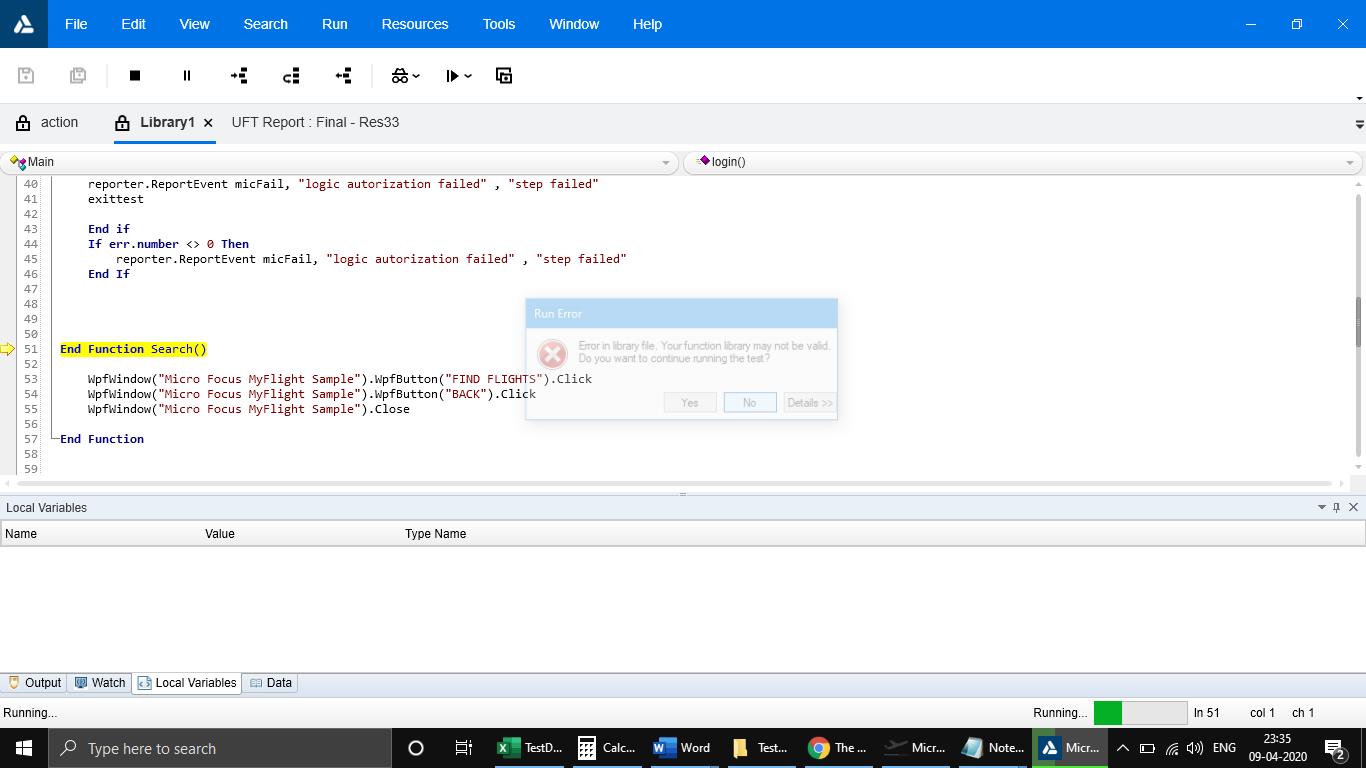 File Edit View Search Run Resources Tools Window Help
action Library1 × UFT Report : Final - Res33
Main login()
40 reporter.ReportEvent micFail, "logic autorization failed" , "step failed"
41 exittest
42
43 End if
44 If err.number <> 0 Then
45 reporter.ReportEvent micFail, "logic autorization failed" , "step failed"
46 End If
47
48
49
50
51 End Function Search()
52
53 WpfWindow("Micro Focus MyFlight Sample").WpfButton("FIND FLIGHTS").Click
54 WpfWindow("Micro Focus MyFlight Sample").WpfButton("BACK").Click
55 WpfWindow("Micro Focus MyFlight Sample").Close
56
57 End Function
58
59
Run Error
Error in library file. Your function library may not be valid.
Do you want to continue running the test?
Yes No Details >>
Local Variables
Name Value Type Name
Output Watch Local Variables Data
Running... Running... ln 51 col 1 ch 1
Type here to search TestD... Calc... Word Test... The ... Micr... Note... Micr... ENG 23:35
09-04-2020 2